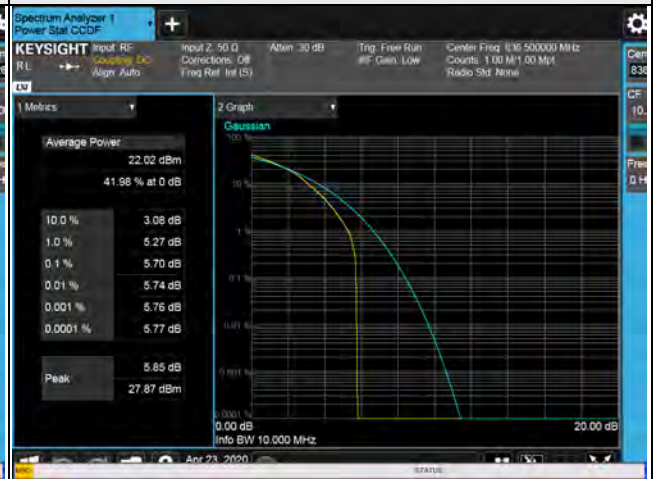 Spectrum Analyzer 1
Power Stat CCDF
+
KEYSIGHT Input: RF Input Z: 50 Ω Atten: 30 dB Trig: Free Run Center Freq: 836.500000 MHz
RL Coupling: DC Corrections: Off #IF Gain: Low Counts: 1.00 M/1.00 Mpt
Align: Auto Freq Ref: Int (S) Radio Std: None
LW
1 Metrics
2 Graph
Gaussian
Average Power
22.02 dBm
41.98 % at 0 dB
10.0 % 3.08 dB
1.0 % 5.27 dB
0.1 % 5.70 dB
0.01 % 5.74 dB
0.001 % 5.76 dB
0.0001 % 5.77 dB
Peak 5.85 dB
27.87 dBm
100 %
10 %
1 %
0.1 %
0.01 %
0.001 %
0.0001 %
0.00 dB 20.00 dB
Info BW 10.000 MHz
Apr 23, 2020
MSG STATUS
CF
10.
0 H